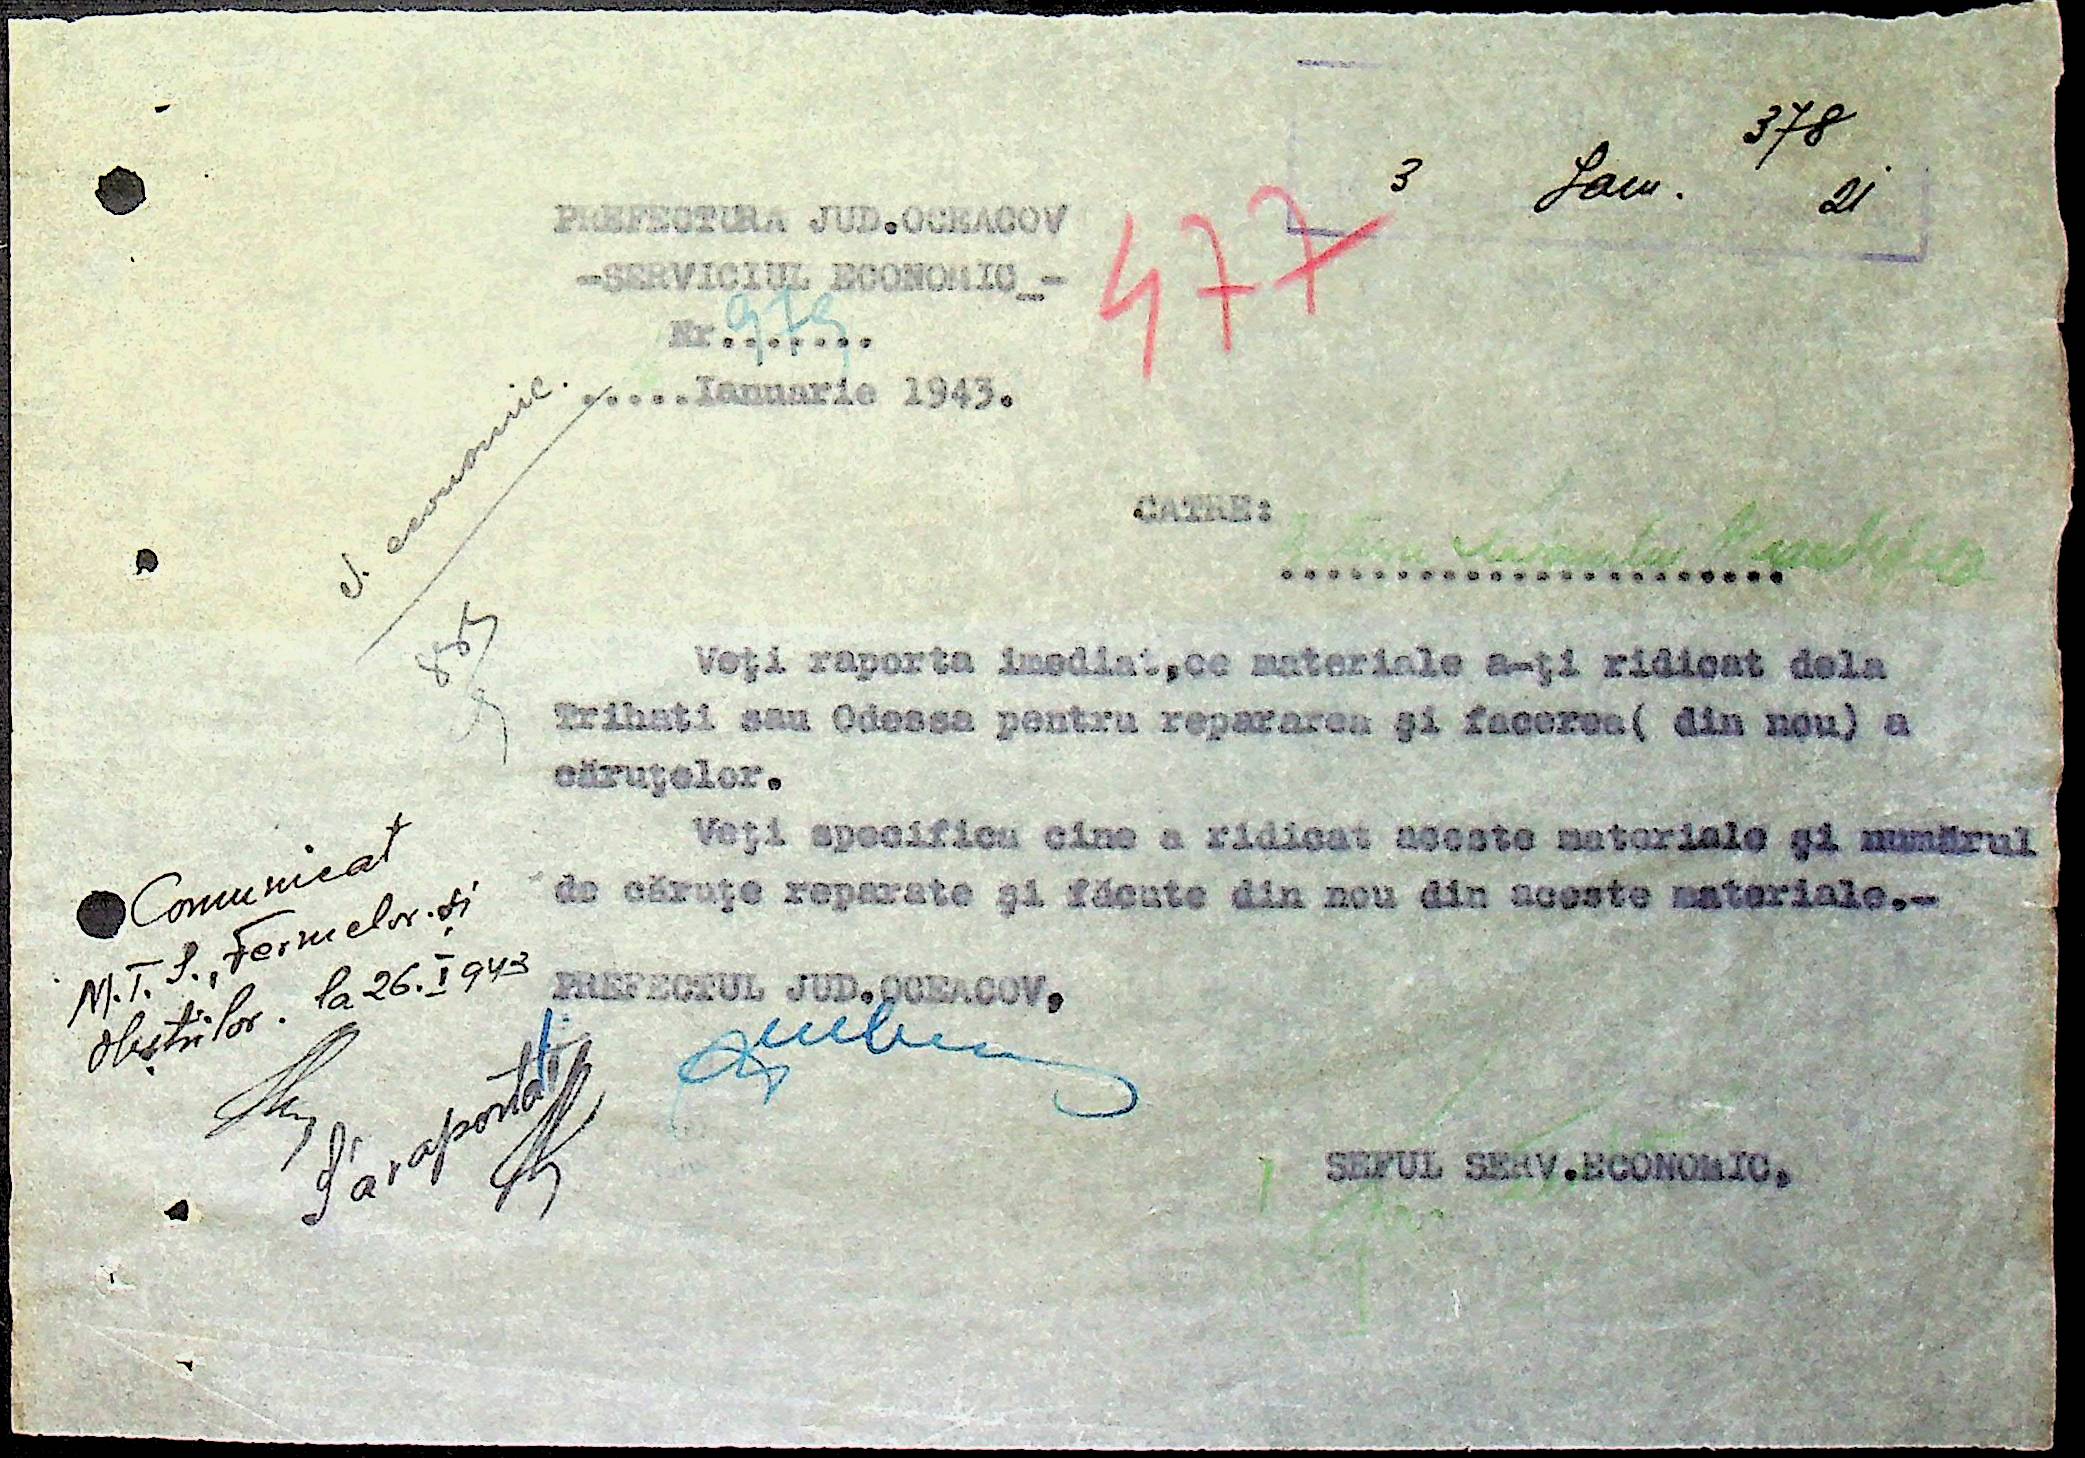 378
3 Ian. 21
PREFECTURA JUD.OCEACOV
-SERVICIUL ECONOMIC_-
477
Nr.979......
.....Ianuarie 1943.
S. economic.
CATRE:
.......................
Veţi raporta imediat,ce materiale a-ţi ridicat dela
Trihati sau Odessa pentru repararea şi facerea( din nou) a
căruţelor.
Veţi specifica cine a ridicat aceste materiale şi numărul
de căruţe reparate şi făcute din nou din aceste materiale.-
Comunicat
M.T.S., Fermelor și
Obștiilor. la 26.I 943
PREFECTUL JUD.OCEACOV,
S'a raportat
SEFUL SERV.ECONOMIC,